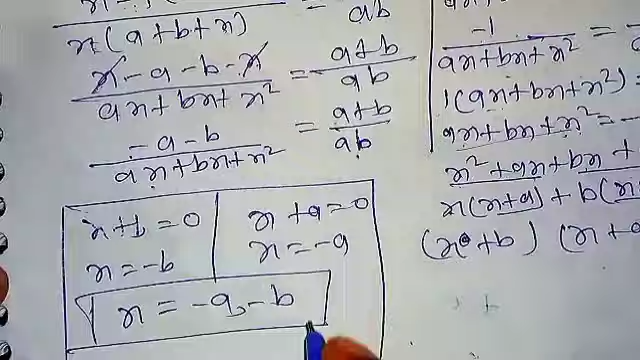 x(a+b+x) ab
x-a-b-x/ax+bx+x² = a+b/ab
-a-b/ax+bx+x² = a+b/ab
x+b=0
x=-b
x+a=0
x=-a
x = -a,-b
-1/ax+bx+x² =
1(ax+bx+x²)
ax+bx+x²=-
x²+ax+bx+
x(x+a)+b(x
(x+b) (x+a